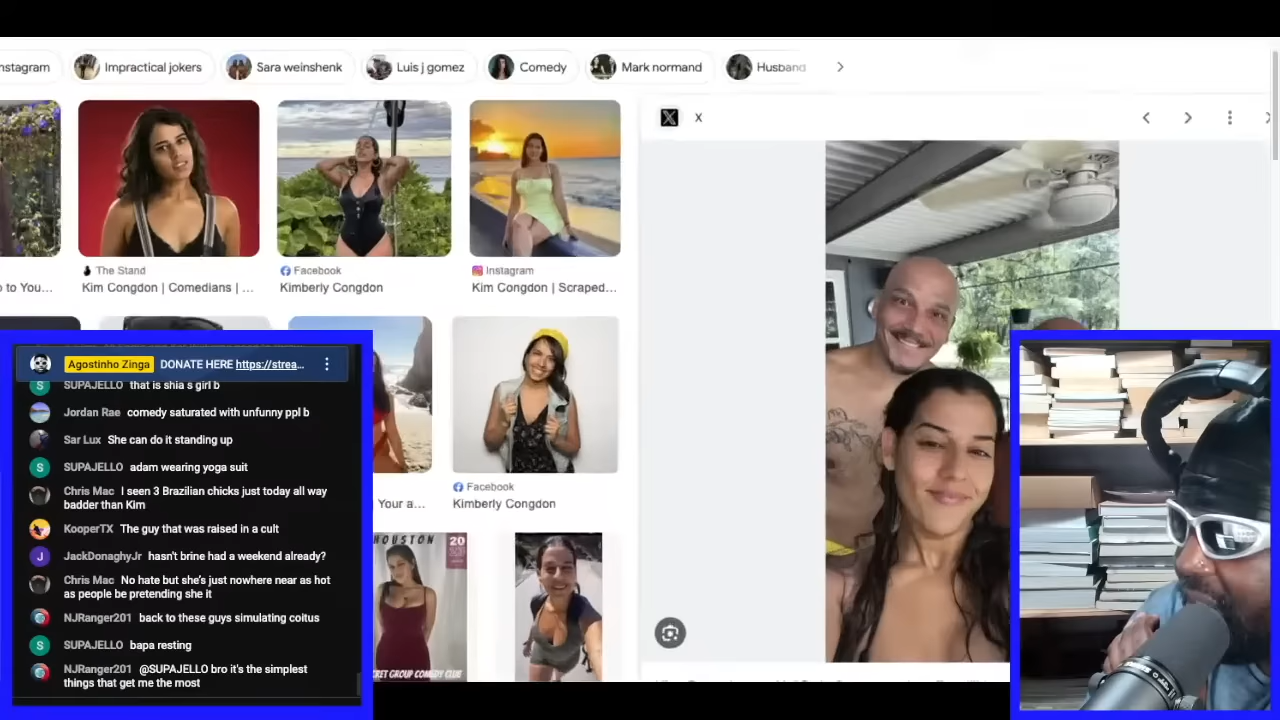 nstagram
Impractical jokers
Sara weinshenk
Luis j gomez
Comedy
Mark normand
Husband
X
o to You...
The Stand
Kim Congdon | Comedians | ...
Facebook
Kimberly Congdon
Instagram
Kim Congdon | Scraped...
Your a...
Facebook
Kimberly Congdon
HOUSTON
20
CRET GROUP COMEDY CLUB
Agostinho Zinga DONATE HERE https://strea...
S SUPAJELLO that is shia s girl b
Jordan Rae comedy saturated with unfunny ppl b
Sar Lux She can do it standing up
S SUPAJELLO adam wearing yoga suit
Chris Mac I seen 3 Brazilian chicks just today all way
badder than Kim
KooperTX The guy that was raised in a cult
J JackDonaghyJr hasn't brine had a weekend already?
Chris Mac No hate but she's just nowhere near as hot
as people be pretending she it
NJRanger201 back to these guys simulating coitus
S SUPAJELLO bapa resting
NJRanger201 @SUPAJELLO bro it's the simplest
things that get me the most